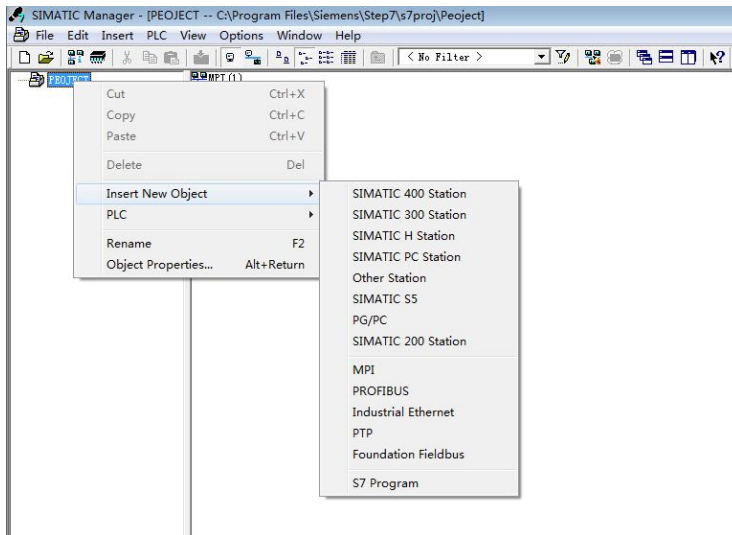 SIMATIC Manager - [PEOJECT -- C:\Program Files\Siemens\Step7\s7proj\Peoject]
File Edit Insert PLC View Options Window Help
< No Filter >
PEOJECT
MPI(1)
Cut Ctrl+X
Copy Ctrl+C
Paste Ctrl+V
Delete Del
Insert New Object
PLC
Rename F2
Object Properties... Alt+Return
SIMATIC 400 Station
SIMATIC 300 Station
SIMATIC H Station
SIMATIC PC Station
Other Station
SIMATIC S5
PG/PC
SIMATIC 200 Station
MPI
PROFIBUS
Industrial Ethernet
PTP
Foundation Fieldbus
S7 Program